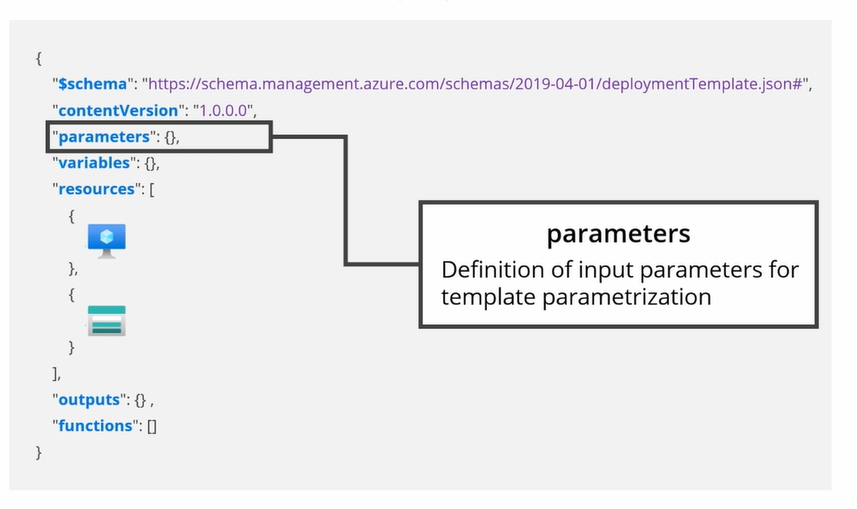 {
"$schema": "https://schema.management.azure.com/schemas/2019-04-01/deploymentTemplate.json#",
"contentVersion": "1.0.0.0",
"parameters": {},
"variables": {},
"resources": [
{
},
{
}
],
"outputs": {} ,
"functions": []
}
parameters
Definition of input parameters for
template parametrization